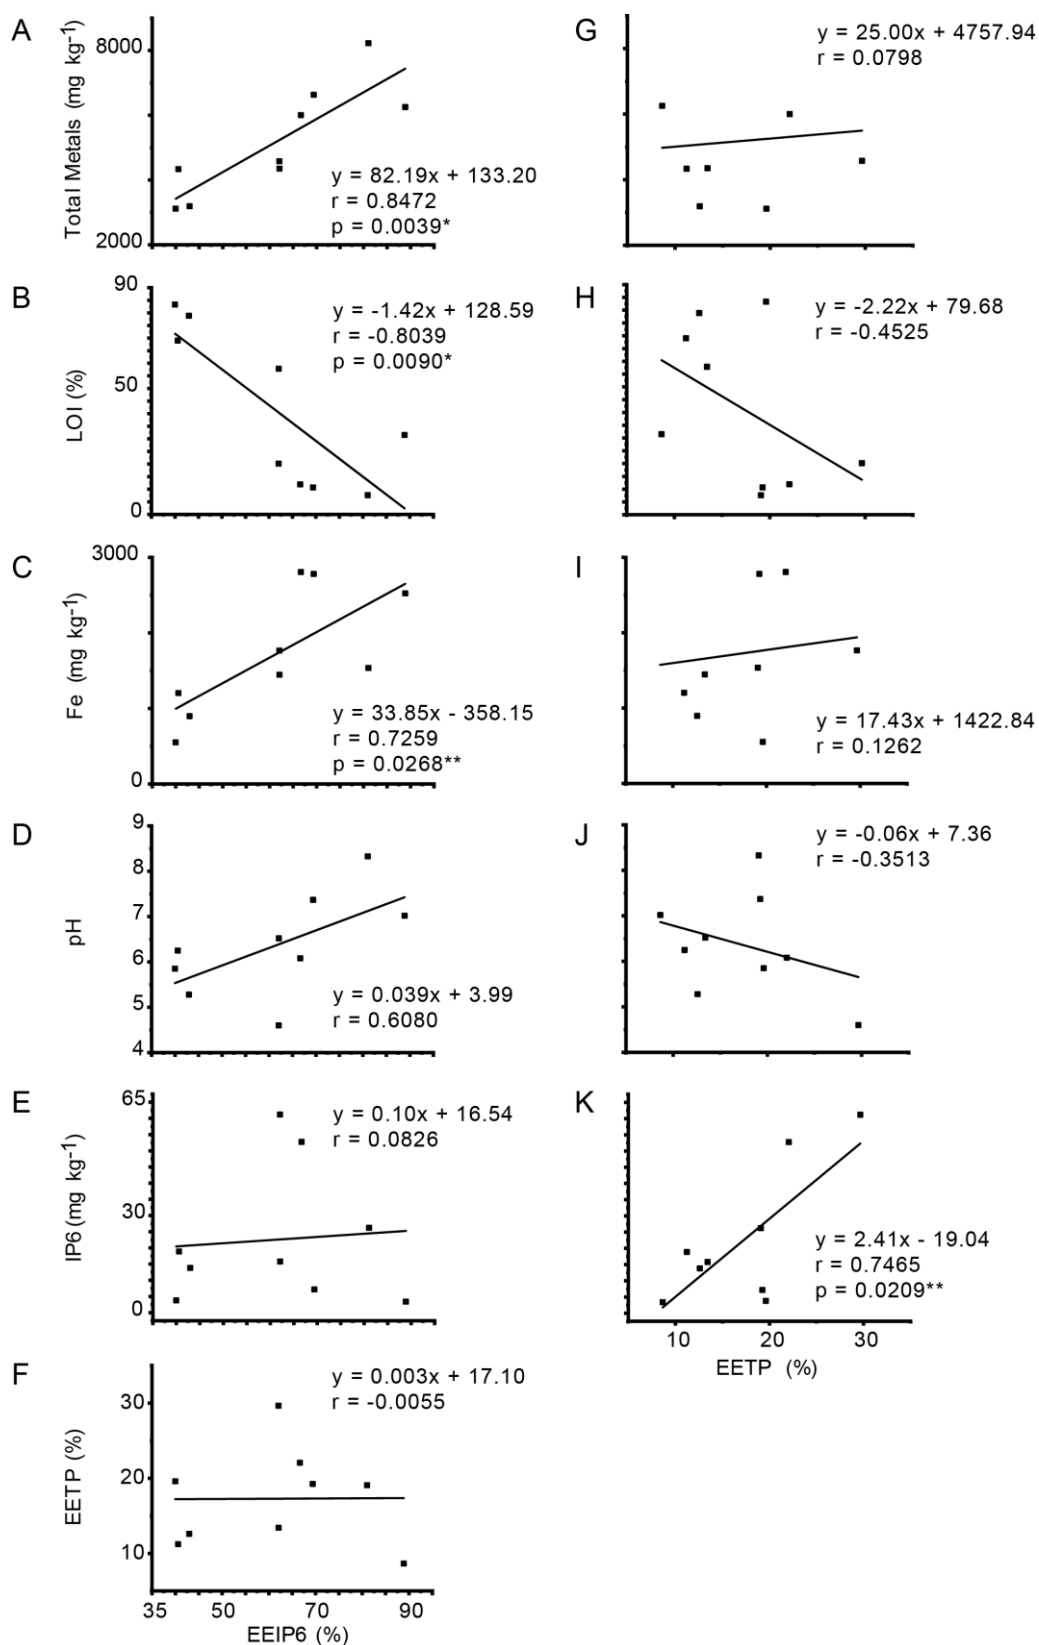 A
Total Metals (mg kg-1)
8000
2000
y = 82.19x + 133.20
r = 0.8472
p = 0.0039*
G
y = 25.00x + 4757.94
r = 0.0798
B
LOI (%)
90
50
0
y = -1.42x + 128.59
r = -0.8039
p = 0.0090*
H
y = -2.22x + 79.68
r = -0.4525
C
Fe (mg kg-1)
3000
0
y = 33.85x - 358.15
r = 0.7259
p = 0.0268**
I
y = 17.43x + 1422.84
r = 0.1262
D
pH
9
8
7
6
5
4
y = 0.039x + 3.99
r = 0.6080
J
y = -0.06x + 7.36
r = -0.3513
E
IP6 (mg kg-1)
65
30
0
y = 0.10x + 16.54
r = 0.0826
K
y = 2.41x - 19.04
r = 0.7465
p = 0.0209**
10 20 30
EETP (%)
F
EETP (%)
30
20
10
y = 0.003x + 17.10
r = -0.0055
35 70 90
EEIP6 (%)